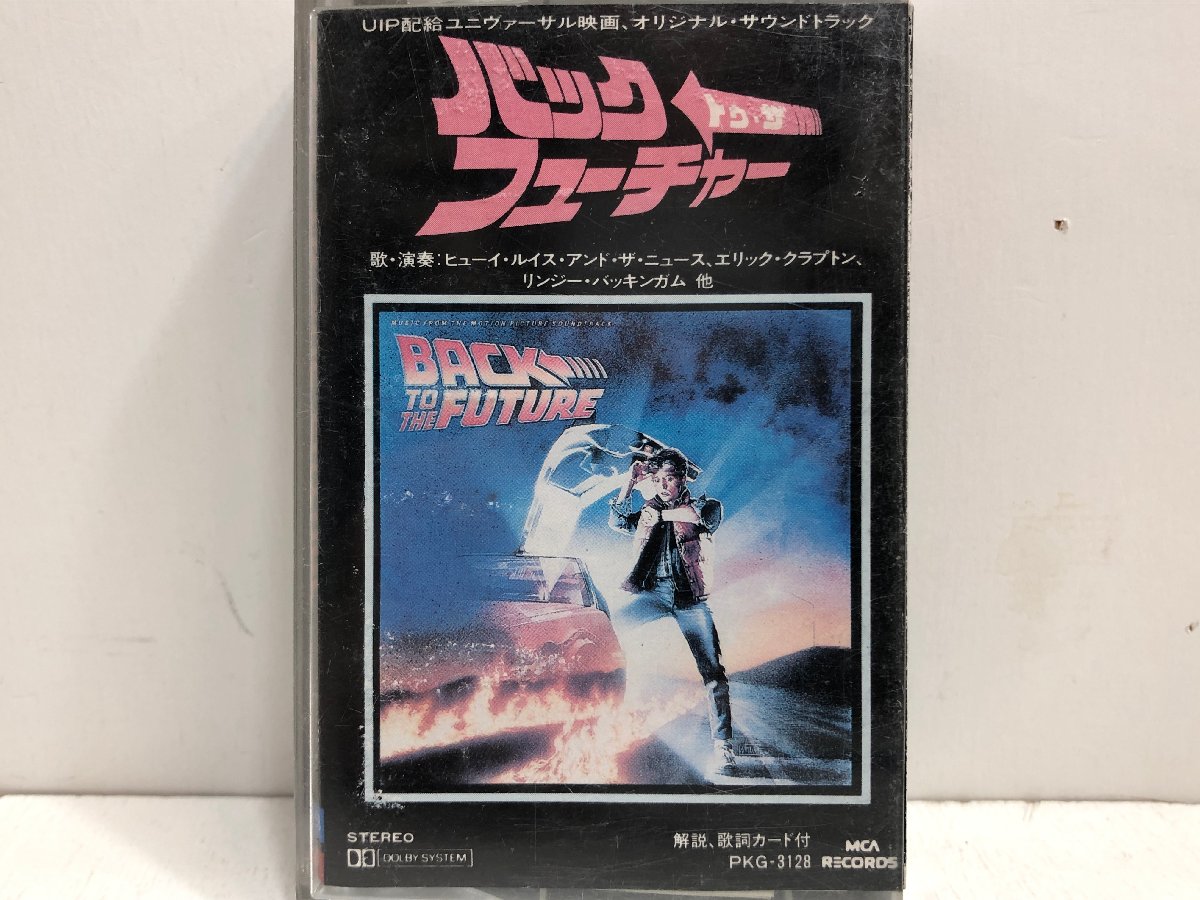 UIP配給ユニヴァーサル映画、オリジナル・サウンドトラック
バック
トゥ・ザ
フューチャー
歌・演奏:ヒューイ・ルイス・アンド・ザ・ニュース、エリック・クラプトン、
リンジー・バッキンガム 他
MUSIC FROM THE MOTION PICTURE SOUNDTRACK
BACK
TO
THE FUTURE
STEREO
DOLBY SYSTEM
解説、歌詞カード付
PKG-3128
MCA
RECORDS